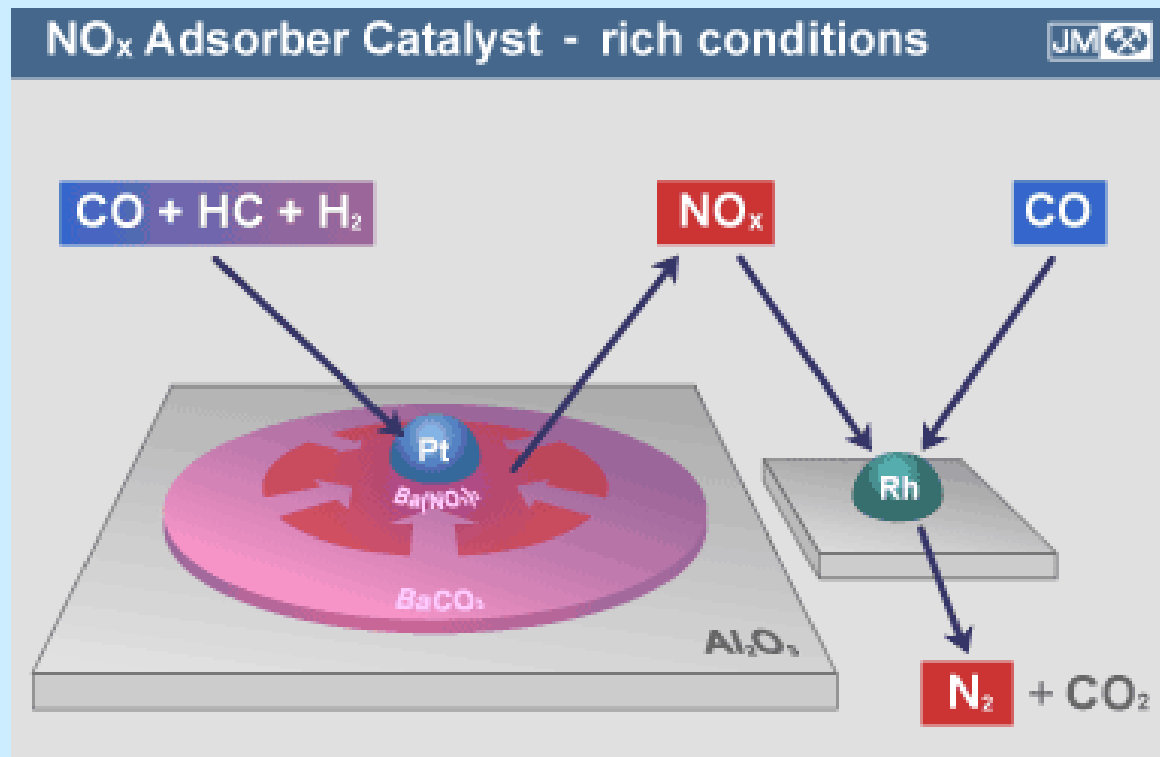 NOₓ Adsorber Catalyst - rich conditions
JM
CO + HC + H₂
NOₓ
CO
Pt
Rh
Ba(NO₃)₂
BaCO₃
Al₂O₃
N₂ + CO₂